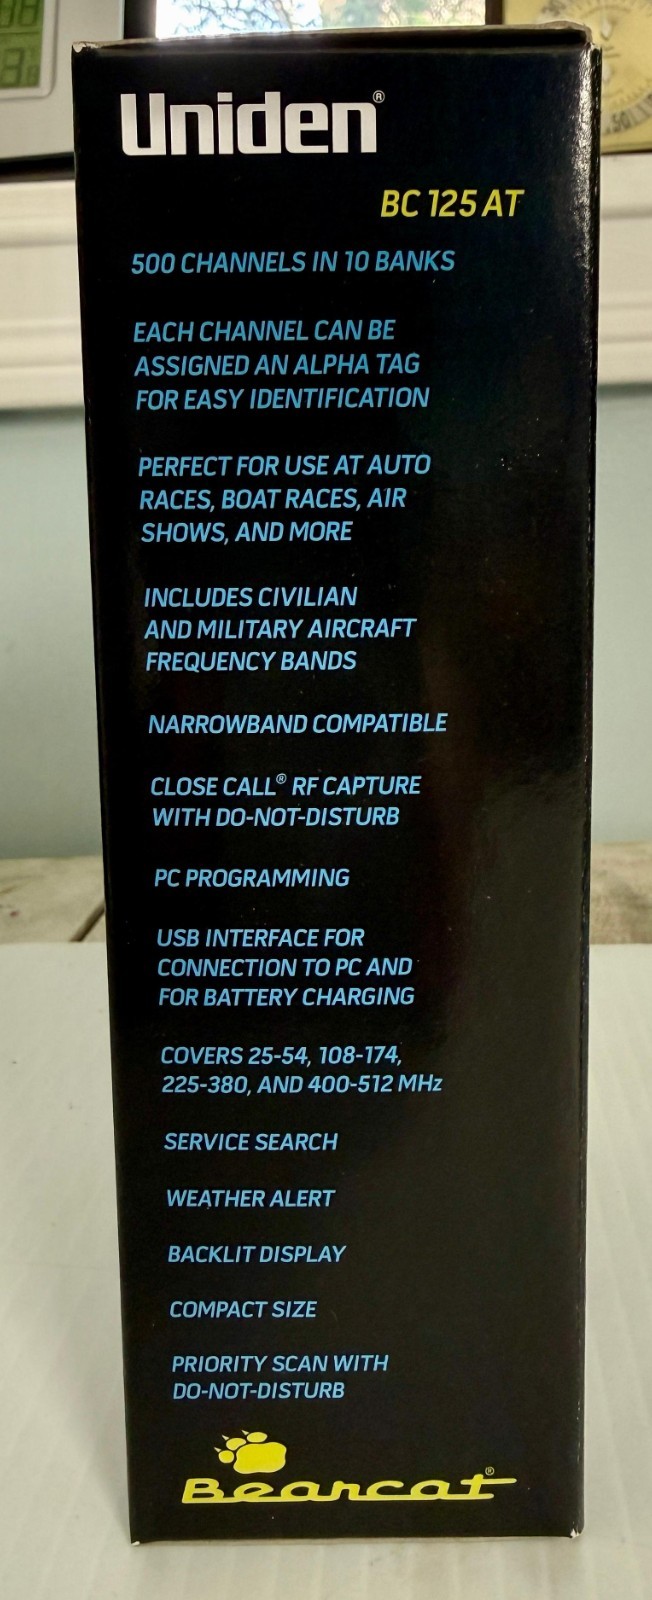 Uniden®
BC 125 AT
500 CHANNELS IN 10 BANKS
EACH CHANNEL CAN BE
ASSIGNED AN ALPHA TAG
FOR EASY IDENTIFICATION
PERFECT FOR USE AT AUTO
RACES, BOAT RACES, AIR
SHOWS, AND MORE
INCLUDES CIVILIAN
AND MILITARY AIRCRAFT
FREQUENCY BANDS
NARROWBAND COMPATIBLE
CLOSE CALL® RF CAPTURE
WITH DO-NOT-DISTURB
PC PROGRAMMING
USB INTERFACE FOR
CONNECTION TO PC AND
FOR BATTERY CHARGING
COVERS 25-54, 108-174,
225-380, AND 400-512 MHz
SERVICE SEARCH
WEATHER ALERT
BACKLIT DISPLAY
COMPACT SIZE
PRIORITY SCAN WITH
DO-NOT-DISTURB
Bearcat®